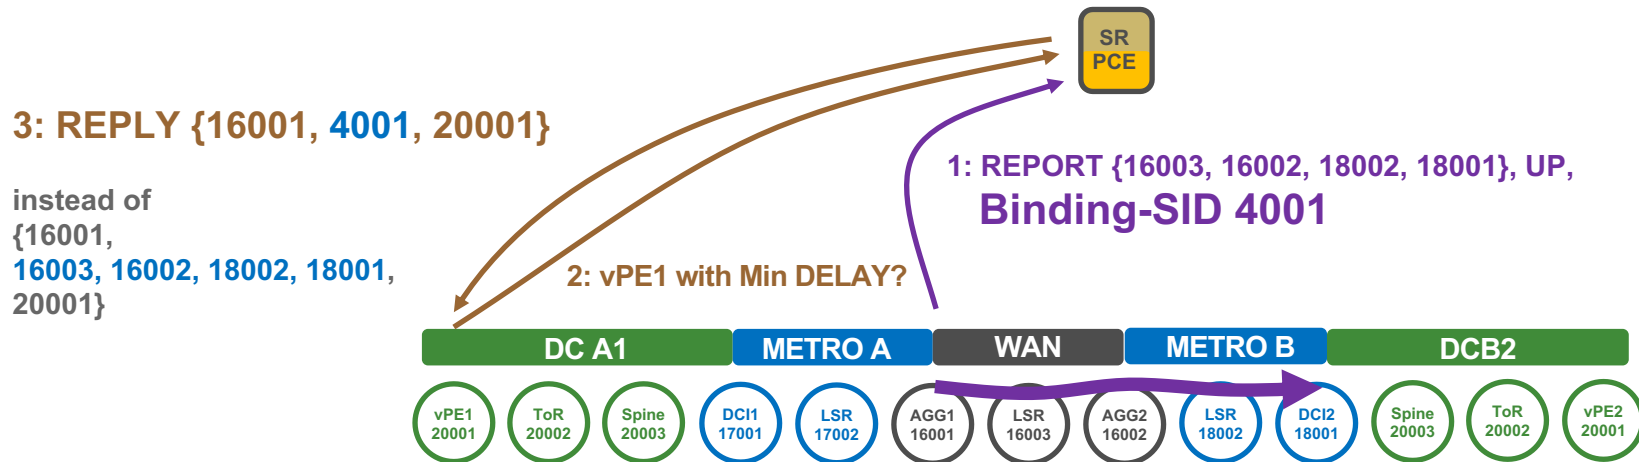 SR
PCE
3: REPLY {16001, 4001, 20001}
1: REPORT {16003, 16002, 18002, 18001}, UP,
Binding-SID 4001
instead of
{16001,
16003, 16002, 18002, 18001,
20001}
2: vPE1 with Min DELAY?
DC A1
METRO A
WAN
METRO B
DCB2
vPE1
20001
ToR
20002
Spine
20003
DCI1
17001
LSR
17002
AGG1
16001
LSR
16003
AGG2
16002
LSR
18002
DCI2
18001
Spine
20003
ToR
20002
vPE2
20001